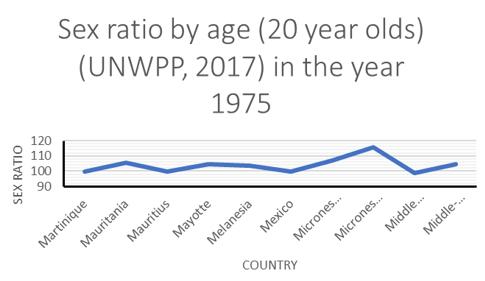 Sex ratio by age (20 year olds)
(UNWPP, 2017) in the year
1975
120
110
100
90
SEX RATIO
Martinique
Mauritania
Mauritius
Mayotte
Melanesia
Mexico
Micrones…
Micrones…
Middle…
Middle-…
COUNTRY